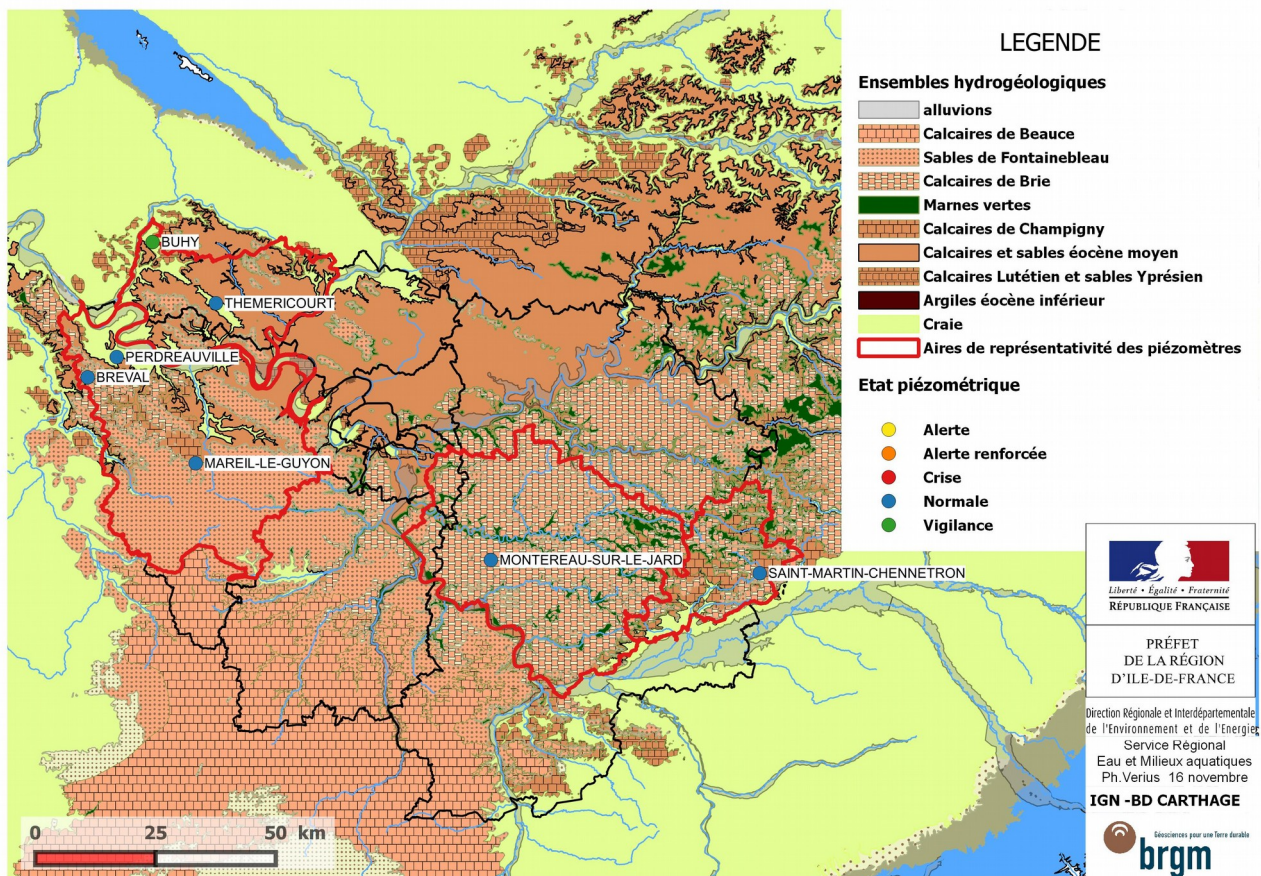 LEGENDE
Ensembles hydrogéologiques
alluvions
Calcaires de Beauce
Sables de Fontainebleau
Calcaires de Brie
Marnes vertes
Calcaires de Champigny
Calcaires et sables éocène moyen
Calcaires Lutétien et sables Yprésien
Argiles éocène inférieur
Craie
Aires de représentativité des piézomètres
Etat piézométrique
Alerte
Alerte renforcée
Crise
Normale
Vigilance
BUHY
THEMERICOURT
PERDREAUVILLE
BREVAL
MAREIL-LE-GUYON
MONTEREAU-SUR-LE-JARD
SAINT-MARTIN-CHENNETRON
0 25 50 km
Liberté • Égalité • Fraternité
RÉPUBLIQUE FRANÇAISE
PRÉFET
DE LA RÉGION
D'ILE-DE-FRANCE
Direction Régionale et Interdépartementale
de l'Environnement et de l'Energie
Service Régional
Eau et Milieux aquatiques
Ph.Verius 16 novembre
IGN -BD CARTHAGE
Géosciences pour une Terre durable
brgm